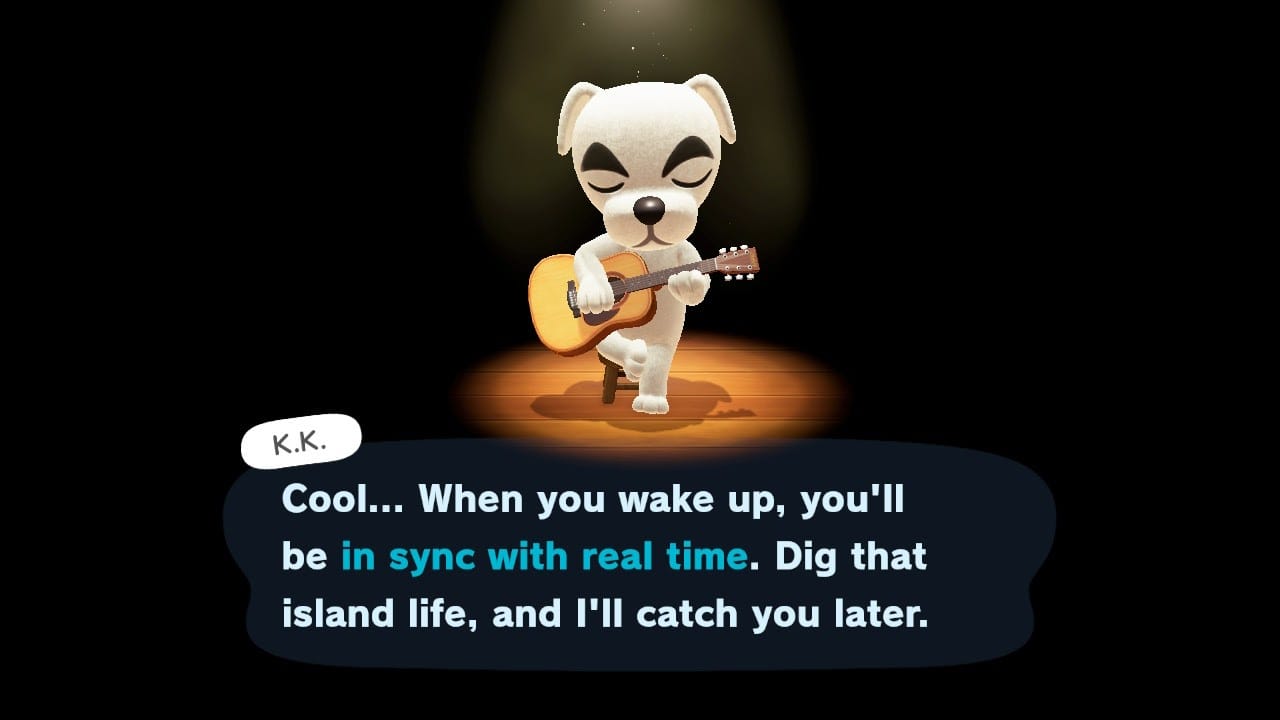 K.K.
Cool... When you wake up, you'll
be in sync with real time. Dig that
island life, and I'll catch you later.